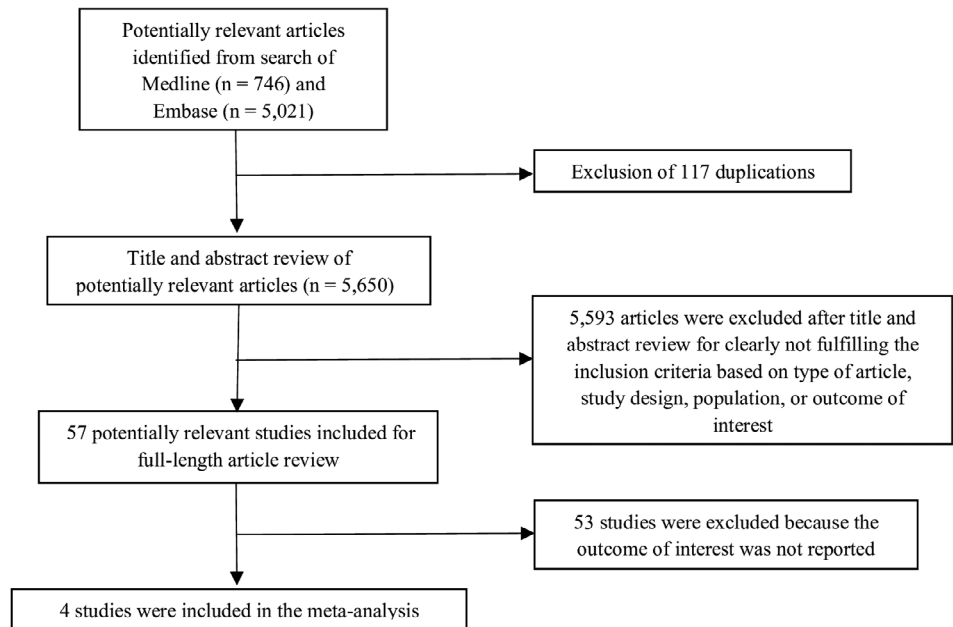 Potentially relevant articles
identified from search of
Medline (n = 746) and
Embase (n = 5,021)
Exclusion of 117 duplications
Title and abstract review of
potentially relevant articles (n = 5,650)
5,593 articles were excluded after title and
abstract review for clearly not fulfilling the
inclusion criteria based on type of article,
study design, population, or outcome of
interest
57 potentially relevant studies included for
full-length article review
53 studies were excluded because the
outcome of interest was not reported
4 studies were included in the meta-analysis